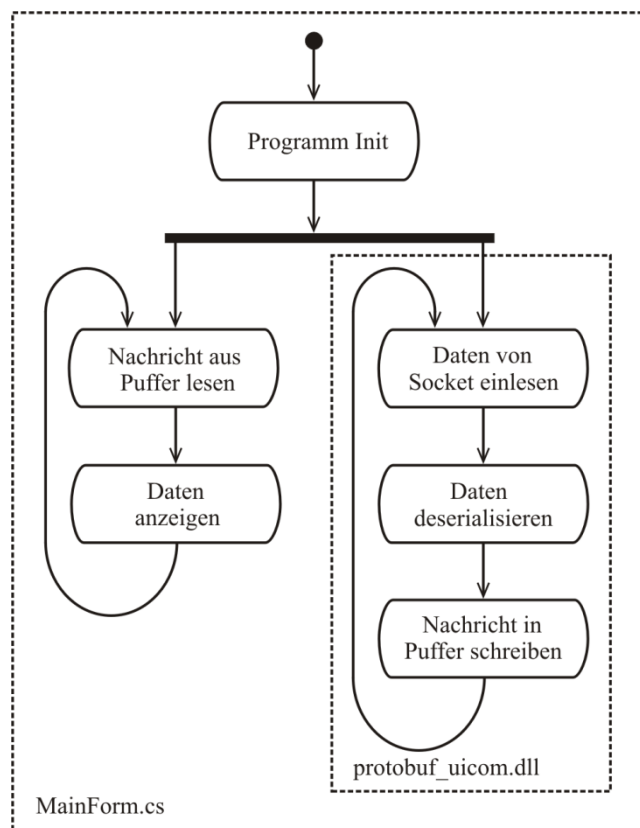 Programm Init
Nachricht aus
Puffer lesen
Daten
anzeigen
Daten von
Socket einlesen
Daten
deserialisieren
Nachricht in
Puffer schreiben
protobuf_uicom.dll
MainForm.cs